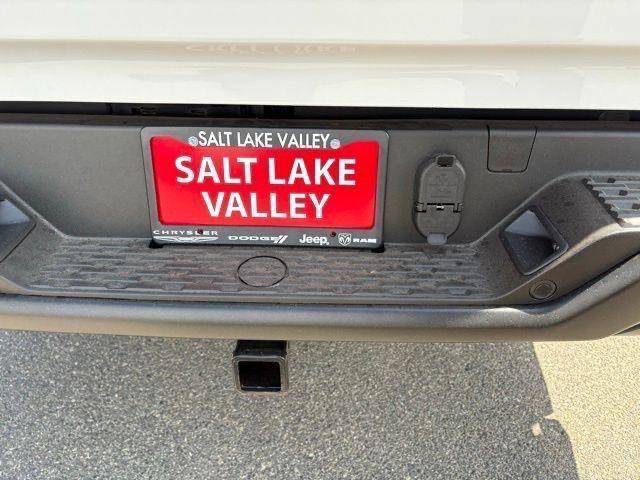 SALT LAKE VALLEY
SALT LAKE
VALLEY
CHRYSLER DODGE Jeep RAM